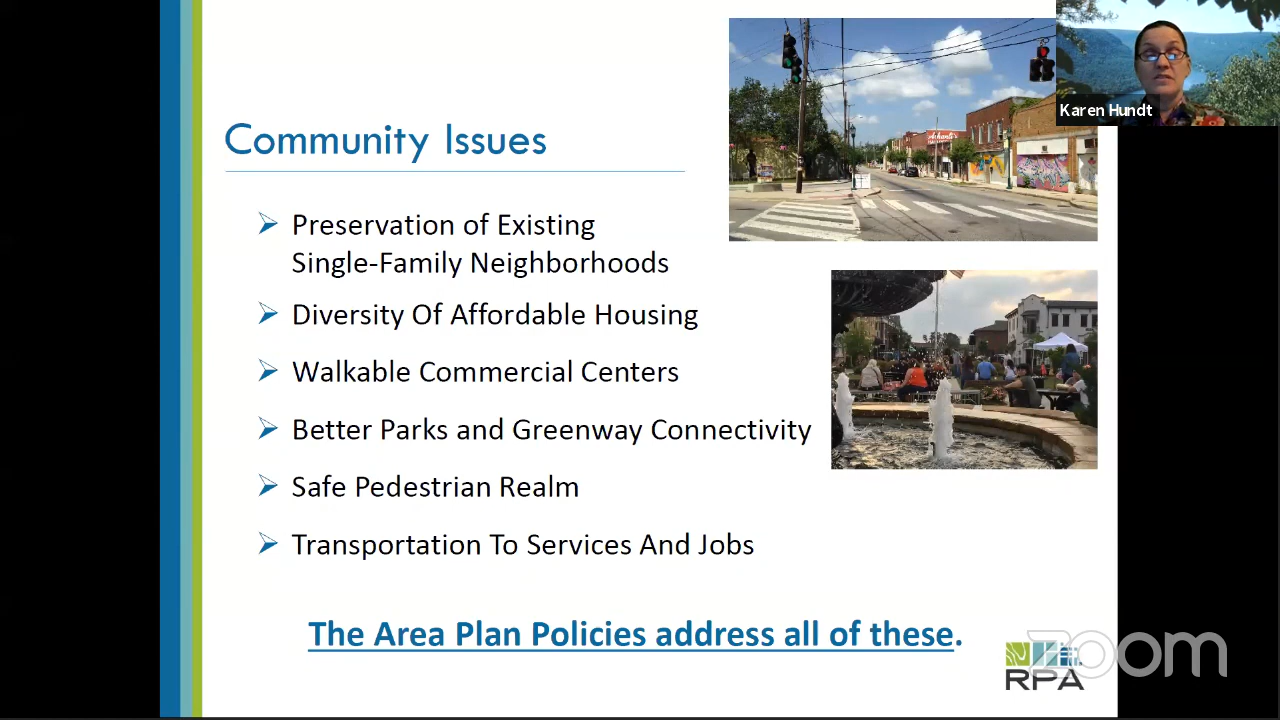 Karen Hundt
Community Issues
Preservation of Existing
Single-Family Neighborhoods
Diversity Of Affordable Housing
Walkable Commercial Centers
Better Parks and Greenway Connectivity
Safe Pedestrian Realm
Transportation To Services And Jobs
The Area Plan Policies address all of these.
RPA
zoom